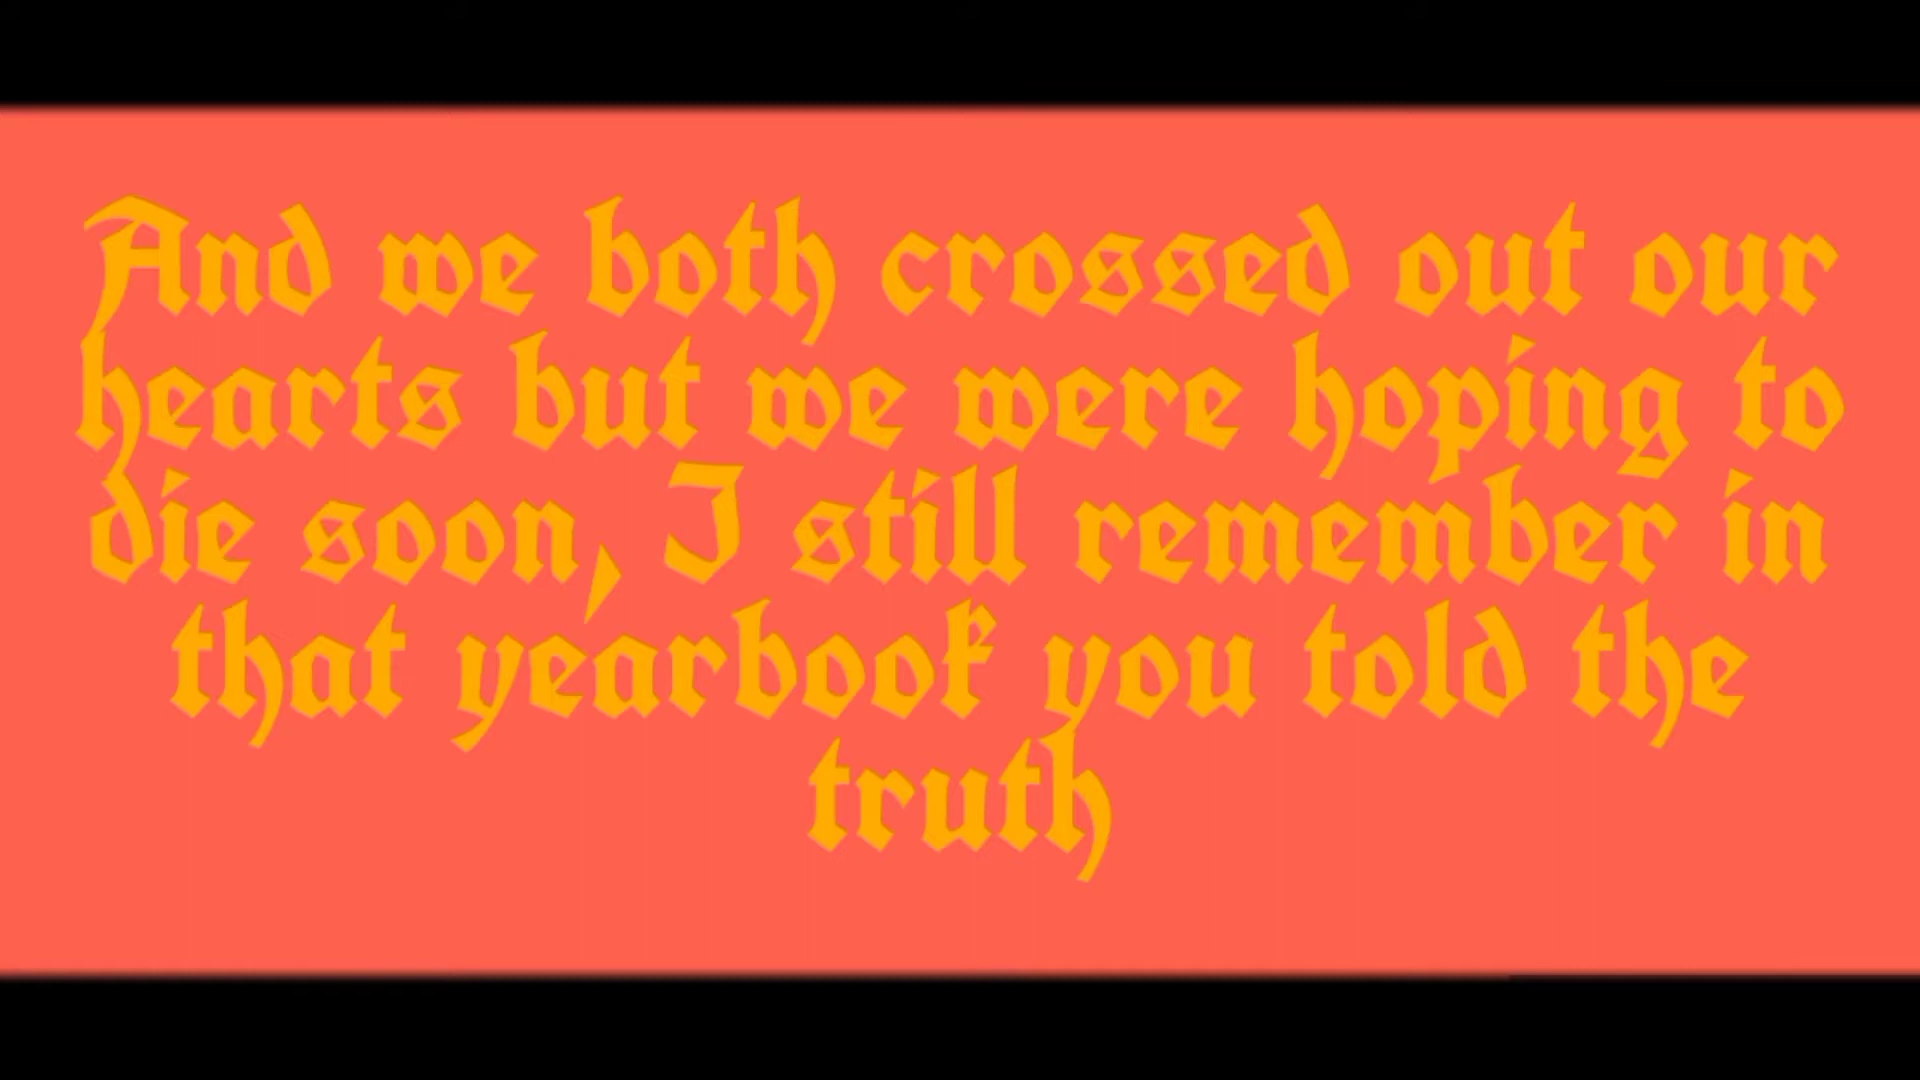 And we both crossed out our
hearts but we were hoping to
die soon, I still remember in
that yearbook you told the
truth